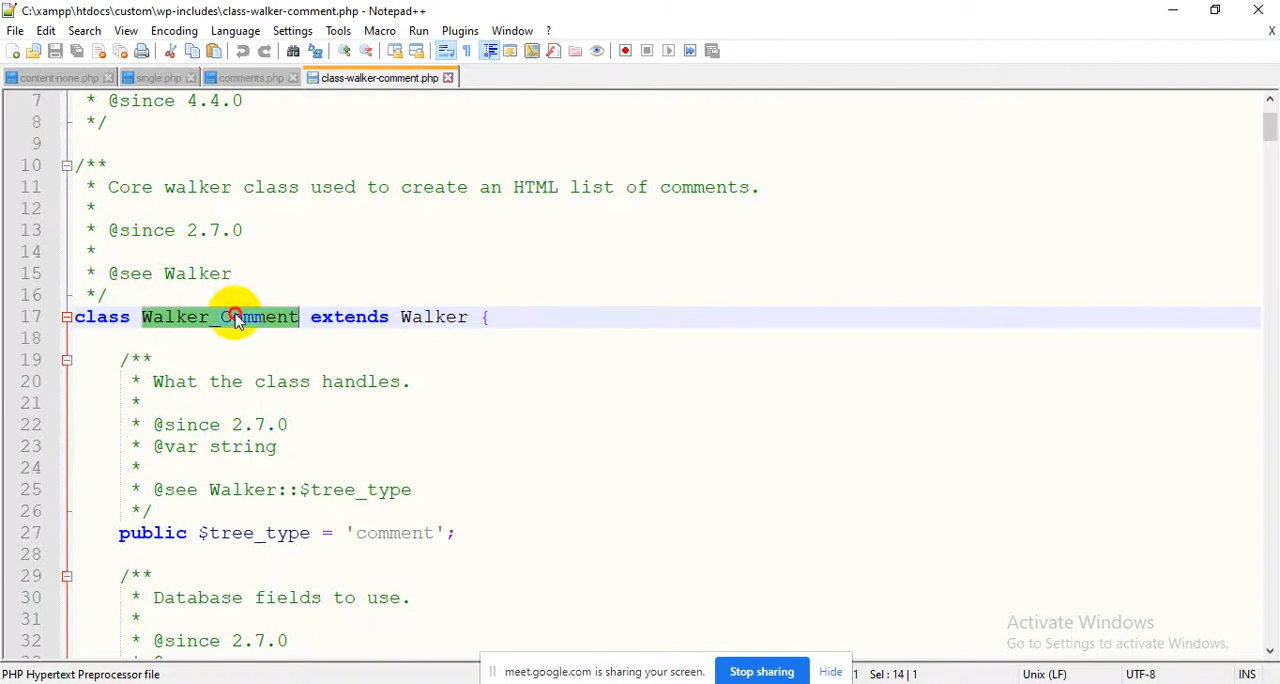 C:\xampp\htdocs\custom\wp-includes\class-walker-comment.php - Notepad++
File Edit Search View Encoding Language Settings Tools Macro Run Plugins Window ? X
content-none.php single.php comments.php class-walker-comment.php
7 * @since 4.4.0
8 */
9
10 /**
11 * Core walker class used to create an HTML list of comments.
12 *
13 * @since 2.7.0
14 *
15 * @see Walker
16 */
17 class Walker_Comment extends Walker {
18
19 /**
20 * What the class handles.
21 *
22 * @since 2.7.0
23 * @var string
24 *
25 * @see Walker::$tree_type
26 */
27 public $tree_type = 'comment';
28
29 /**
30 * Database fields to use.
31 *
32 * @since 2.7.0
Activate Windows
Go to Settings to activate Windows.
PHP Hypertext Preprocessor file
meet.google.com is sharing your screen. Stop sharing Hide
Sel : 14 | 1 Unix (LF) UTF-8 INS